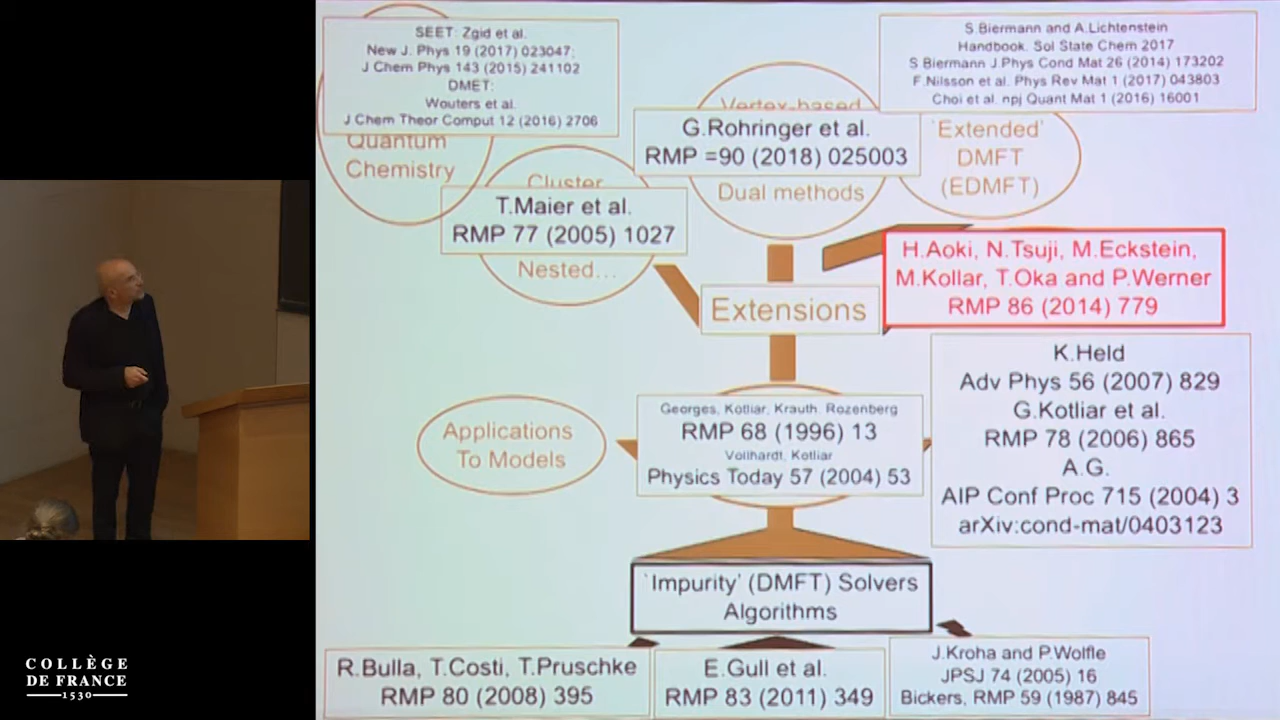 SEET: Zgid et al.
New J. Phys 19 (2017) 023047;
J Chem Phys 143 (2015) 241102
DMET:
Wouters et al.
J Chem Theor Comput 12 (2016) 2706
Quantum
Chemistry
S.Biermann and A.Lichtenstein
Handbook. Sol State Chem 2017
S Biermann J Phys Cond Mat 26 (2014) 173202
F.Nilsson et al. Phys Rev Mat 1 (2017) 043803
Choi et al. npj Quant Mat 1 (2016) 16001
Vertex-based
G.Rohringer et al.
RMP =90 (2018) 025003
Dual methods
`Extended'
DMFT
(EDMFT)
Cluster
T.Maier et al.
RMP 77 (2005) 1027
Nested...
H.Aoki, N.Tsuji, M.Eckstein,
M.Kollar, T.Oka and P.Werner
RMP 86 (2014) 779
Extensions
K.Held
Adv Phys 56 (2007) 829
G.Kotliar et al.
RMP 78 (2006) 865
A.G.
AIP Conf Proc 715 (2004) 3
arXiv:cond-mat/0403123
Applications
To Models
Georges, Kotliar, Krauth, Rozenberg
RMP 68 (1996) 13
Vollhardt, Kotliar
Physics Today 57 (2004) 53
`Impurity' (DMFT) Solvers
Algorithms
R.Bulla, T.Costi, T.Pruschke
RMP 80 (2008) 395
E.Gull et al.
RMP 83 (2011) 349
J.Kroha and P.Wolfle
JPSJ 74 (2005) 16
Bickers, RMP 59 (1987) 845
COLLÈGE
DE FRANCE
1530